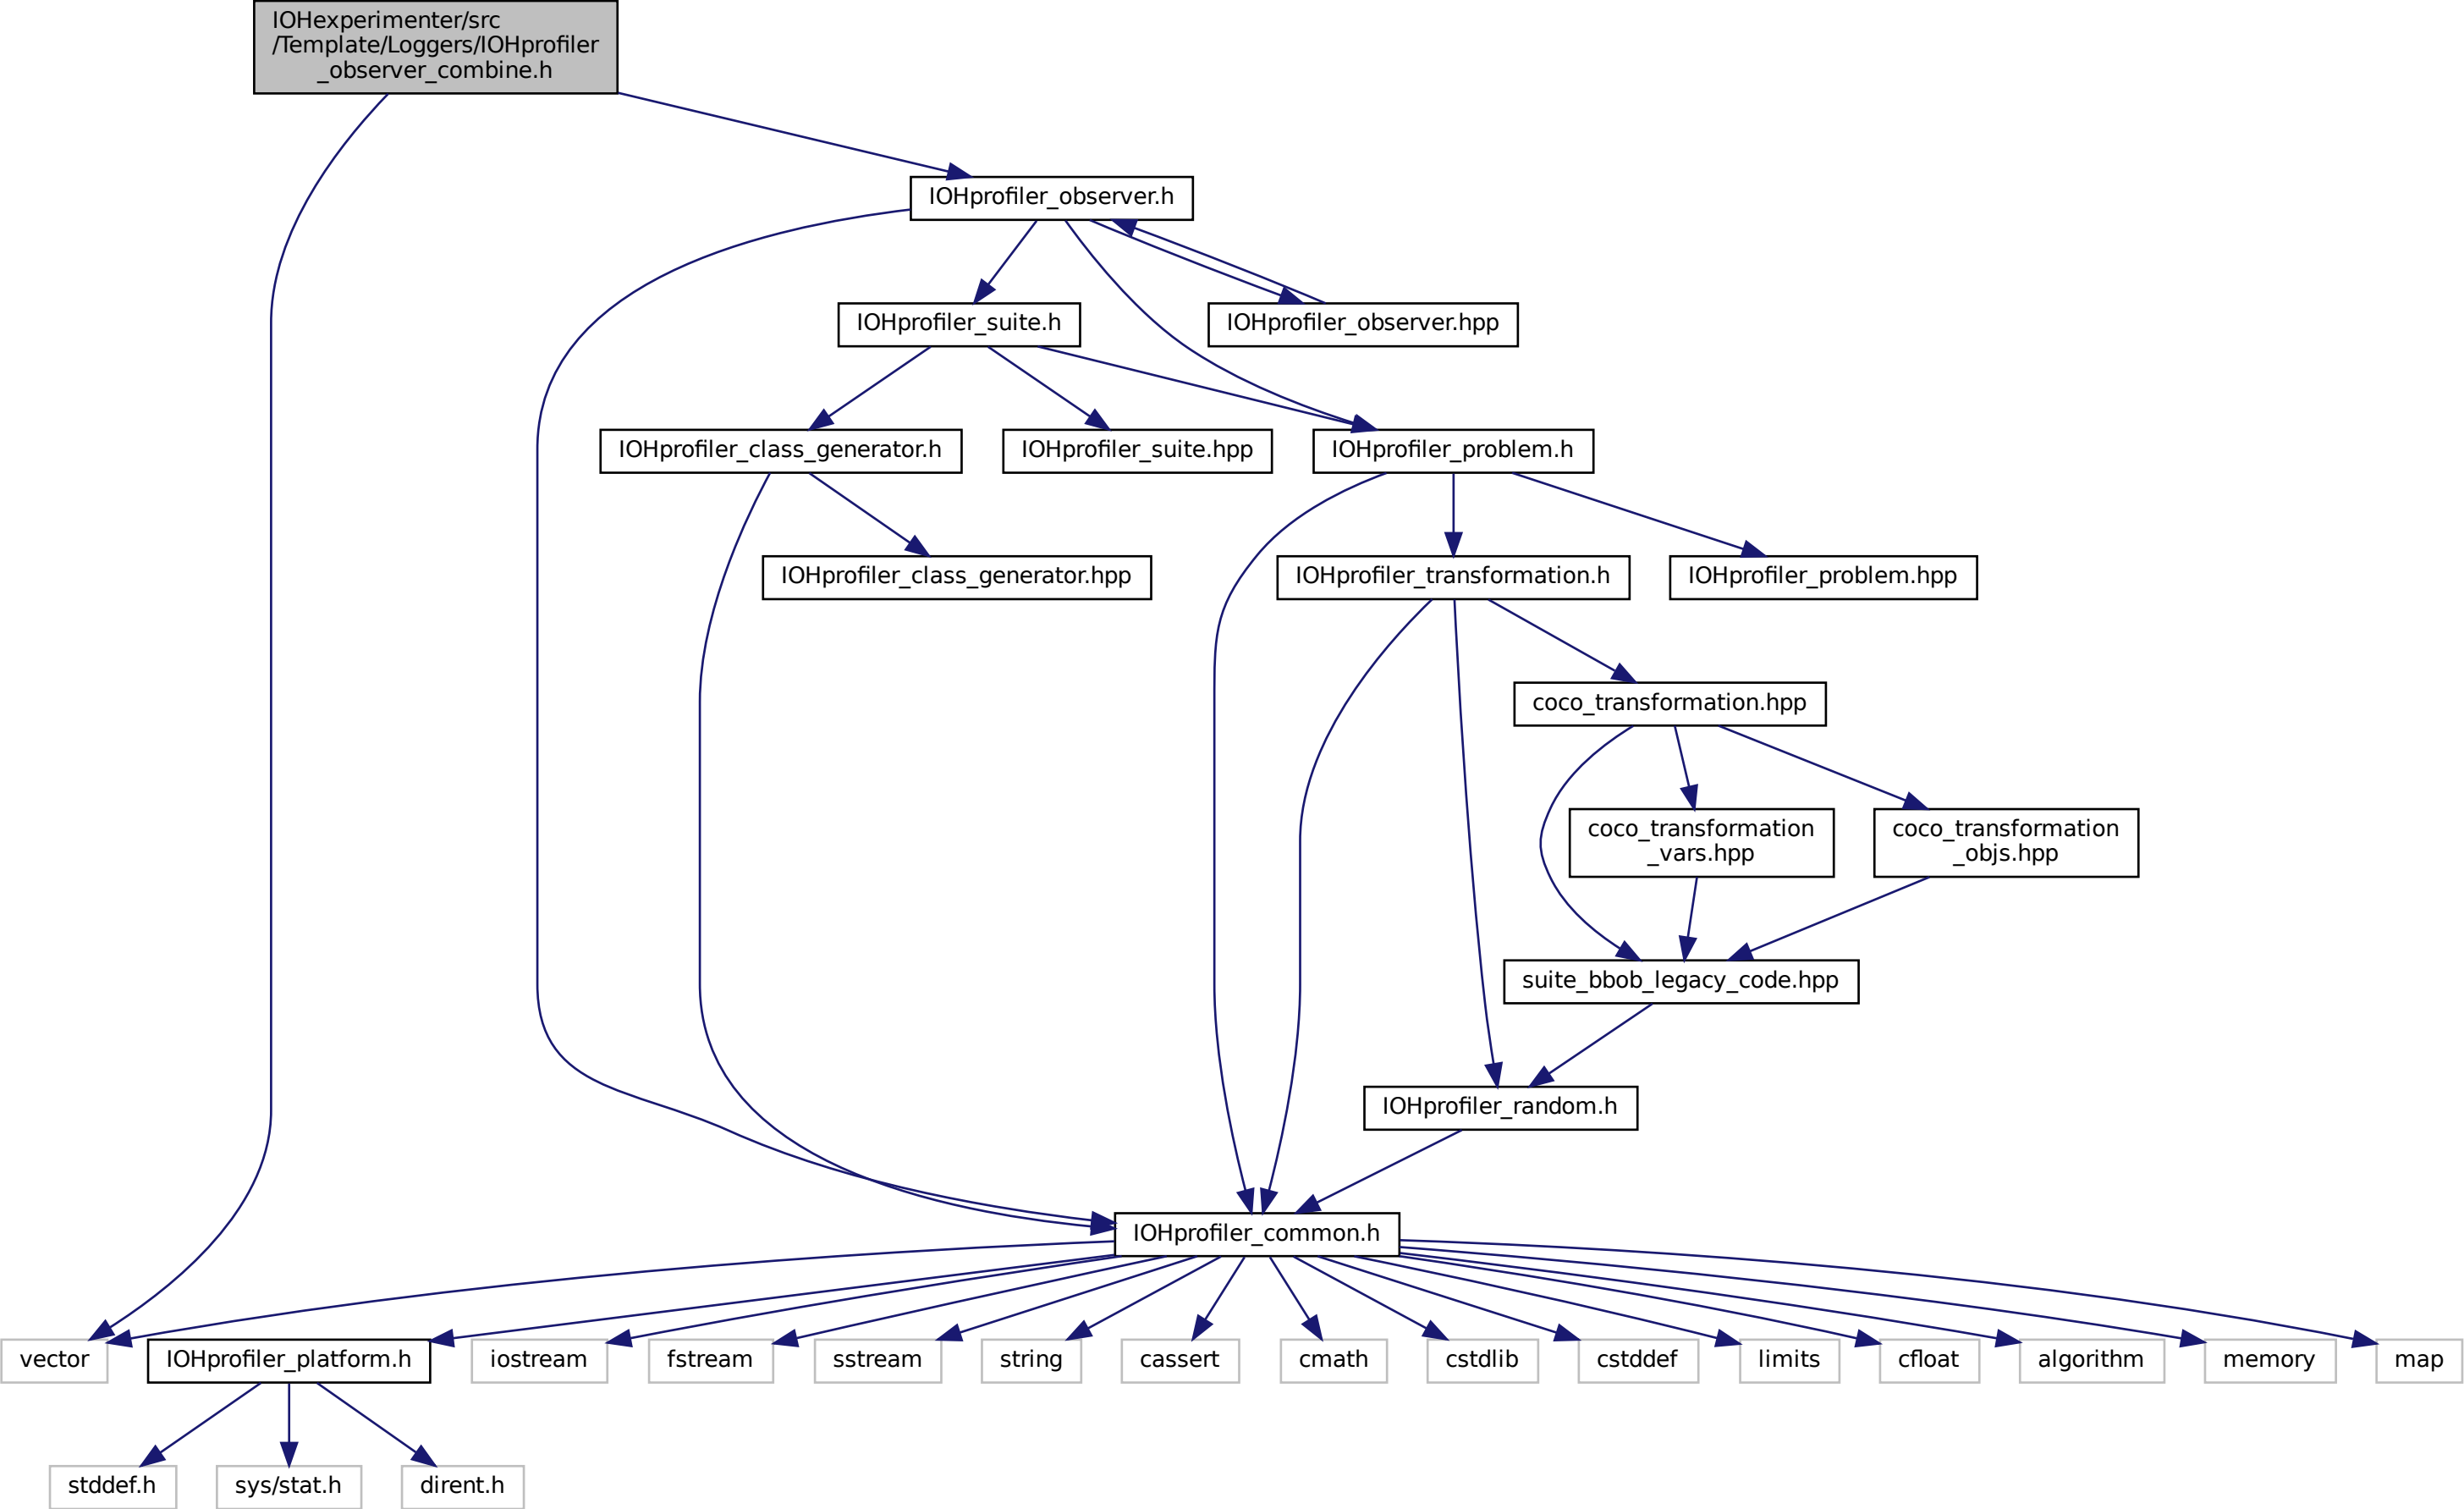 IOHexperimenter/src
/Template/Loggers/IOHprofiler
_observer_combine.h
IOHprofiler_observer.h
IOHprofiler_suite.h
IOHprofiler_observer.hpp
IOHprofiler_class_generator.h
IOHprofiler_suite.hpp
IOHprofiler_problem.h
IOHprofiler_class_generator.hpp
IOHprofiler_transformation.h
IOHprofiler_problem.hpp
coco_transformation.hpp
coco_transformation
_vars.hpp
coco_transformation
_objs.hpp
suite_bbob_legacy_code.hpp
IOHprofiler_random.h
IOHprofiler_common.h
vector
IOHprofiler_platform.h
iostream
fstream
sstream
string
cassert
cmath
cstdlib
cstddef
limits
cfloat
algorithm
memory
map
stddef.h
sys/stat.h
dirent.h